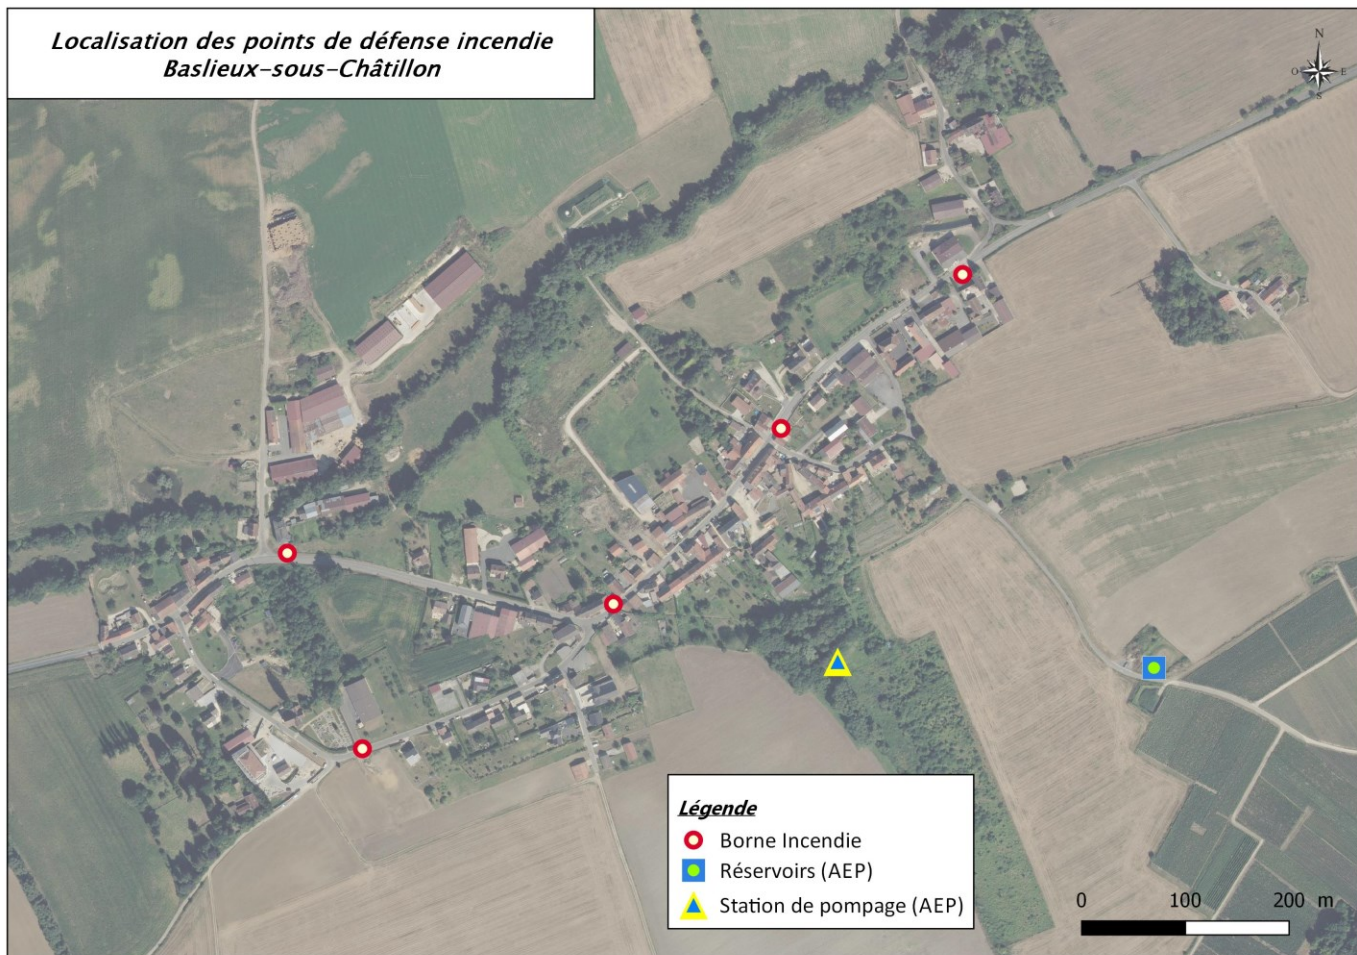 Localisation des points de défense incendie
Baslieux-sous-Châtillon
N
O E
S
Légende
Borne Incendie
Réservoirs (AEP)
Station de pompage (AEP)
0 100 200 m